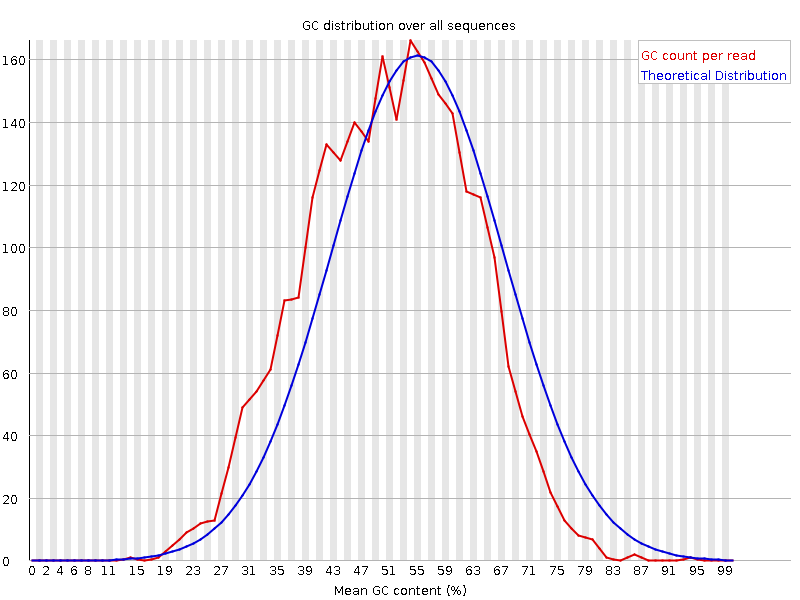 GC distribution over all sequences
GC count per read
Theoretical Distribution
160
140
120
100
80
60
40
20
0
0 2 4 6 8 11 15 19 23 27 31 35 39 43 47 51 55 59 63 67 71 75 79 83 87 91 95 99
Mean GC content (%)